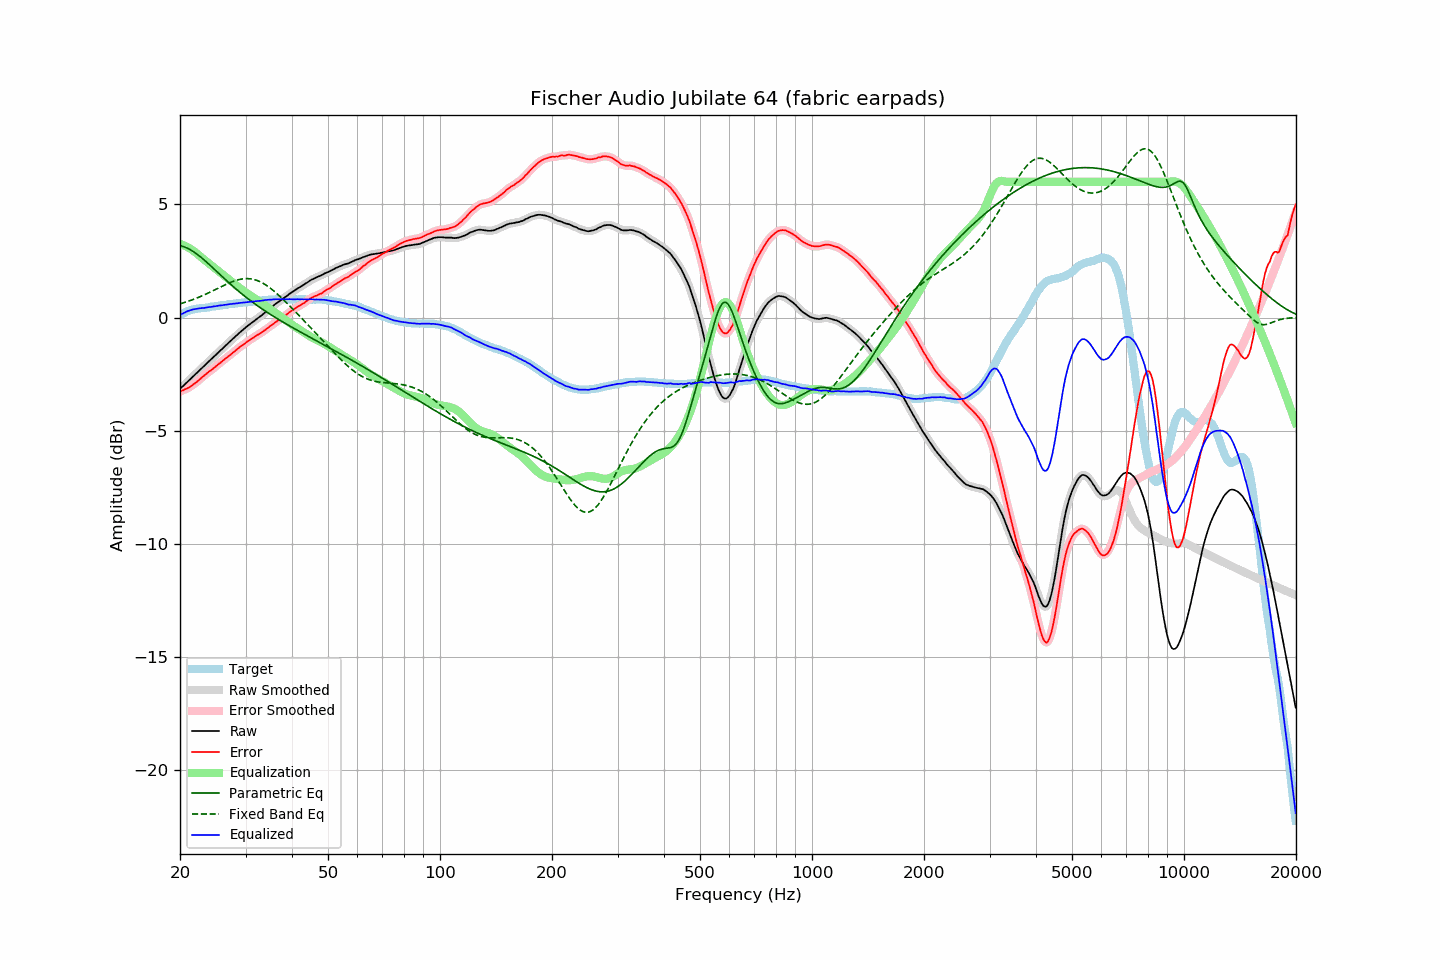 Fischer Audio Jubilate 64 (fabric earpads)
Amplitude (dBr)
5
0
−5
−10
−15
−20
Target
Raw Smoothed
Error Smoothed
Raw
Error
Equalization
Parametric Eq
Fixed Band Eq
Equalized
20 50 100 200 500 1000 2000 5000 10000 20000
Frequency (Hz)